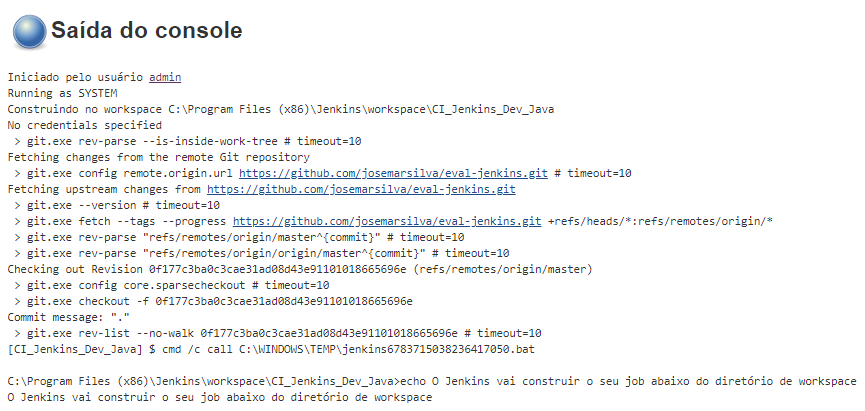 Saída do console
Iniciado pelo usuário admin
Running as SYSTEM
Construindo no workspace C:\Program Files (x86)\Jenkins\workspace\CI_Jenkins_Dev_Java
No credentials specified
> git.exe rev-parse --is-inside-work-tree # timeout=10
Fetching changes from the remote Git repository
> git.exe config remote.origin.url https://github.com/josemarsilva/eval-jenkins.git # timeout=10
Fetching upstream changes from https://github.com/josemarsilva/eval-jenkins.git
> git.exe --version # timeout=10
> git.exe fetch --tags --progress https://github.com/josemarsilva/eval-jenkins.git +refs/heads/*:refs/remotes/origin/*
> git.exe rev-parse "refs/remotes/origin/master^{commit}" # timeout=10
> git.exe rev-parse "refs/remotes/origin/origin/master^{commit}" # timeout=10
Checking out Revision 0f177c3ba0c3cae31ad08d43e91101018665696e (refs/remotes/origin/master)
> git.exe config core.sparsecheckout # timeout=10
> git.exe checkout -f 0f177c3ba0c3cae31ad08d43e91101018665696e
Commit message: "."
> git.exe rev-list --no-walk 0f177c3ba0c3cae31ad08d43e91101018665696e # timeout=10
[CI_Jenkins_Dev_Java] $ cmd /c call C:\WINDOWS\TEMP\jenkins6783715038236417050.bat
C:\Program Files (x86)\Jenkins\workspace\CI_Jenkins_Dev_Java>echo O Jenkins vai construir o seu job abaixo do diretório de workspace
O Jenkins vai construir o seu job abaixo do diretório de workspace